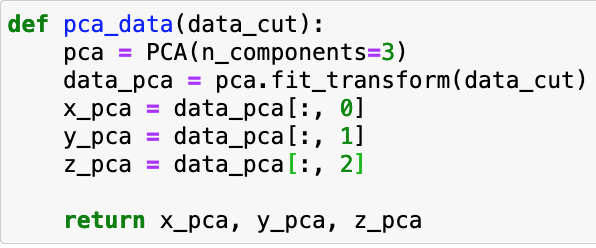 def pca_data(data_cut):
    pca = PCA(n_components=3)
    data_pca = pca.fit_transform(data_cut)
    x_pca = data_pca[:, 0]
    y_pca = data_pca[:, 1]
    z_pca = data_pca[:, 2]
    return x_pca, y_pca, z_pca